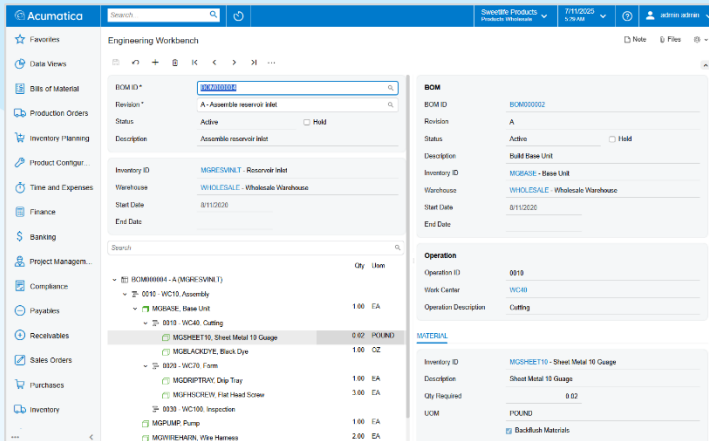 Acumatica
Search
Sweetlife Products
Products Wholesale
7/11/2025
5:29 AM
admin admin
Favorites
Data Views
Bills of Material
Production Orders
Inventory Planning
Product Configur...
Time and Expenses
Finance
Banking
Project Managem...
Compliance
Payables
Receivables
Sales Orders
Purchases
Inventory
Engineering Workbench
Note
Files
BOM ID *
BOM000004
Revision *
A - Assemble reservoir inlet
Status
Active
Hold
Description
Assemble reservoir inlet
Inventory ID
MGRESVINLT - Reservoir Inlet
Warehouse
WHOLESALE - Wholesale Warehouse
Start Date
8/11/2020
End Date
Search
Qty Uom
BOM000004 - A (MGRESVINLT)
0010 - WC10, Assembly
MGBASE, Base Unit 1.00 EA
0010 - WC40, Cutting
MGSHEET10, Sheet Metal 10 Guage 0.02 POUND
MGBLACKDYE, Black Dye 1.00 OZ
0020 - WC70, Form
MGDRIPTRAY, Drip Tray 1.00 EA
MGFHSCREW, Flat Head Screw 3.00 EA
0030 - WC100, Inspection
MGPUMP, Pump 1.00 EA
MGWIREHARN, Wire Harness 2.00 EA
BOM
BOM ID
BOM000002
Revision
A
Status
Active
Hold
Description
Build Base Unit
Inventory ID
MGBASE - Base Unit
Warehouse
WHOLESALE - Wholesale Warehouse
Start Date
8/11/2020
End Date
Operation
Operation ID
0010
Work Center
WC40
Operation Description
Cutting
MATERIAL
Inventory ID
MGSHEET10 - Sheet Metal 10 Guage
Description
Sheet Metal 10 Guage
Qty Required
0.02
UOM
POUND
Backflush Materials